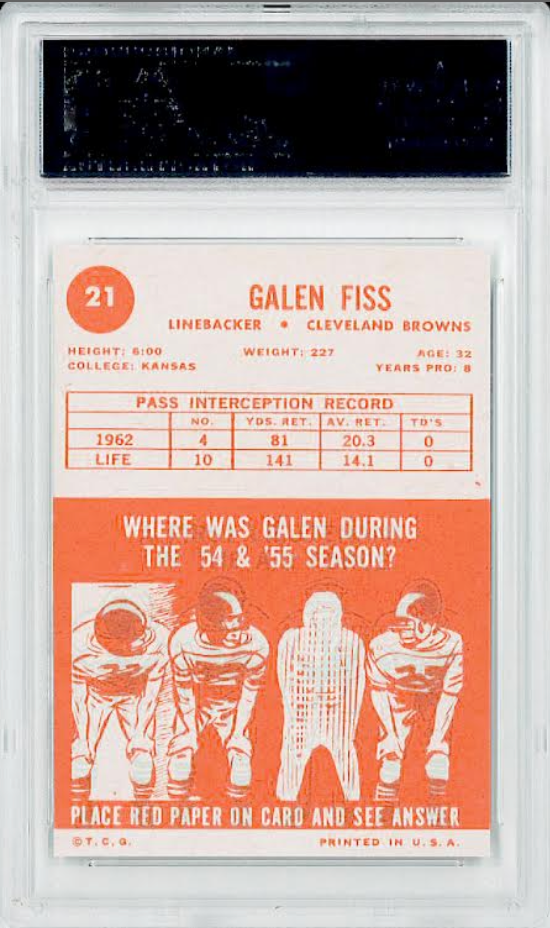 21
GALEN FISS
LINEBACKER • CLEVELAND BROWNS
HEIGHT: 6:00 WEIGHT: 227 AGE: 32
COLLEGE: KANSAS YEARS PRO: 8
PASS INTERCEPTION RECORD
NO. YDS. RET. AV. RET. TD'S
1962 4 81 20.3 0
LIFE 10 141 14.1 0
WHERE WAS GALEN DURING
THE 54 & '55 SEASON?
PLACE RED PAPER ON CARD AND SEE ANSWER
© T. C. G. PRINTED IN U. S. A.